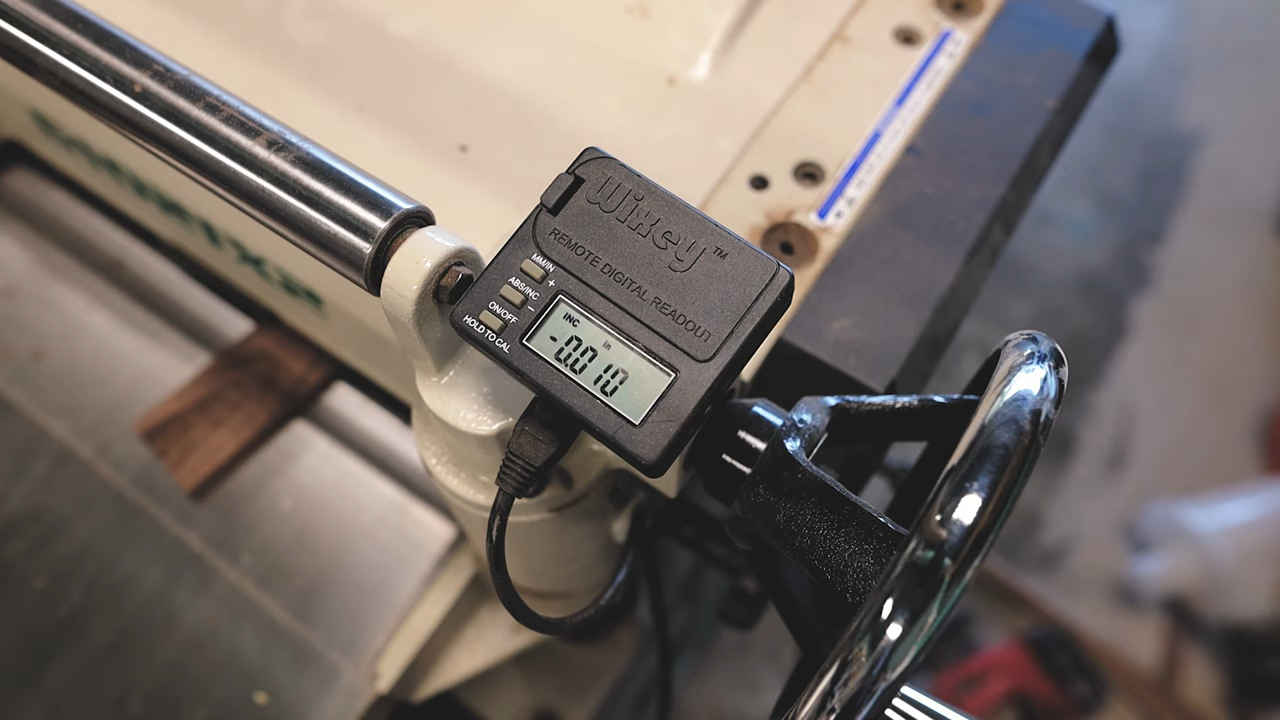 Wixey™
REMOTE DIGITAL READOUT
MM/IN
+
ABS/INC
−
ON/OFF
HOLD TO CAL
INC
in
-0.010